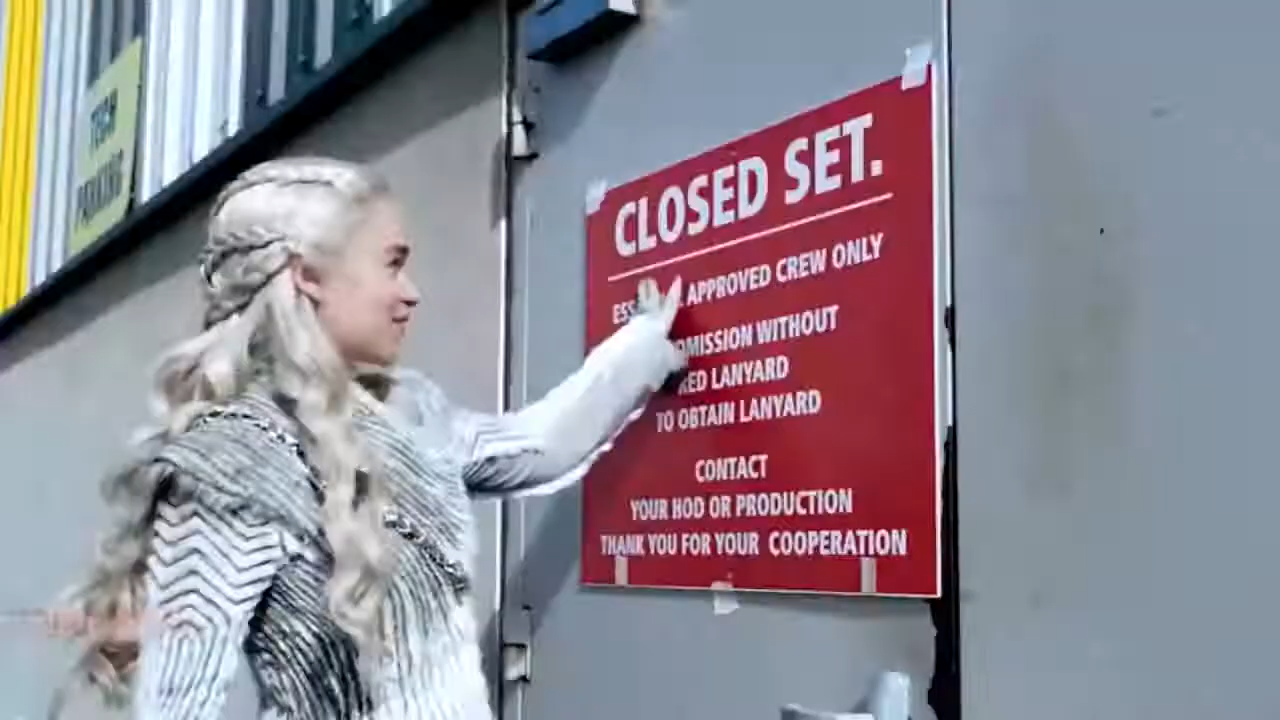 TECH
PARKING
CLOSED SET.
APPROVED CREW ONLY
WITHOUT
RED LANYARD
TO OBTAIN LANYARD
CONTACT
YOUR HOD OR PRODUCTION
THANK YOU FOR YOUR COOPERATION